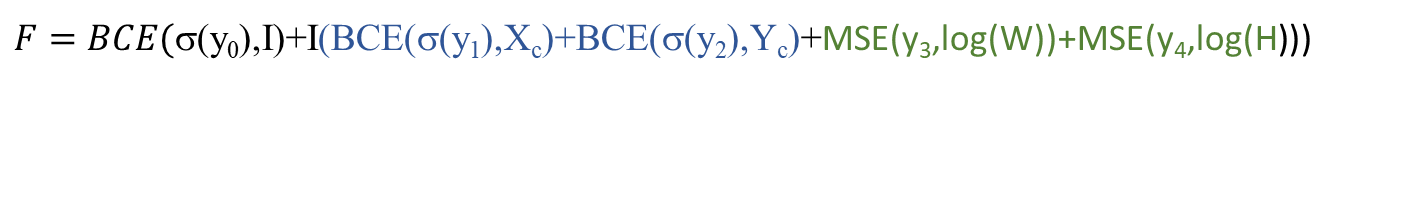 F = BCE(σ(y₀),I)+I(BCE(σ(y₁),X꜀)+BCE(σ(y₂),Y꜀)+MSE(y₃,log(W))+MSE(y₄,log(H)))